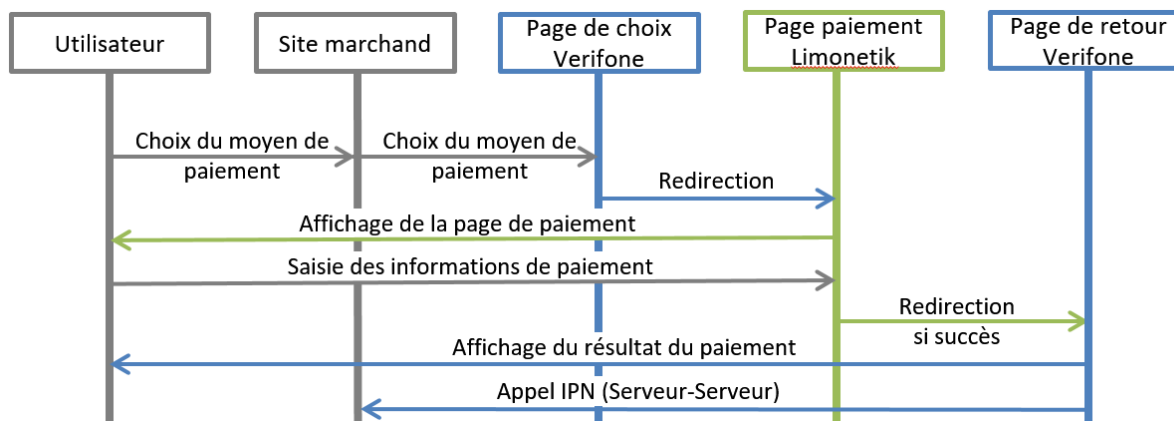 Utilisateur
Site marchand
Page de choix
Verifone
Page paiement
Limonetik
Page de retour
Verifone
Choix du moyen de
paiement
Choix du moyen de
paiement
Redirection
Affichage de la page de paiement
Saisie des informations de paiement
Redirection
si succès
Affichage du résultat du paiement
Appel IPN (Serveur-Serveur)